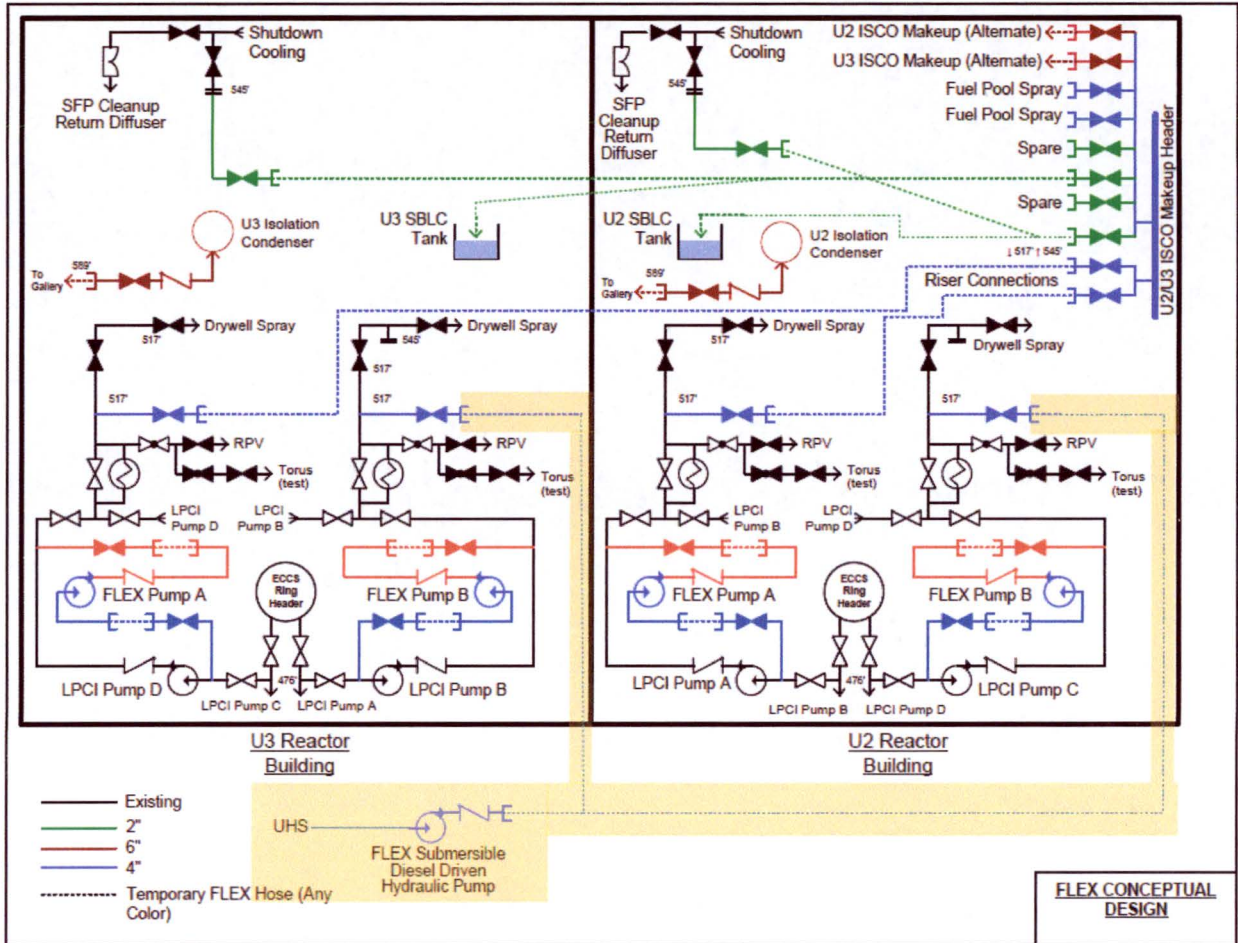 Shutdown
Cooling
545'
SFP Cleanup
Return Diffuser
U3 Isolation
Condenser
U3 SBLC
Tank
To
Gallery
589'
Drywell Spray
517'
Drywell Spray
545'
517'
517'
517'
RPV
Torus
(test)
RPV
Torus
(test)
LPCI
Pump D
LPCI
Pump B
FLEX Pump A
ECCS
Ring
Header
FLEX Pump B
LPCI Pump D
476'
LPCI Pump B
LPCI Pump C
LPCI Pump A
U3 Reactor
Building
Shutdown
Cooling
545'
SFP
Cleanup
Return
Diffuser
U2 ISCO Makeup (Alternate)
U3 ISCO Makeup (Alternate)
Fuel Pool Spray
Fuel Pool Spray
Spare
Spare
↓ 517' ↑ 545'
Riser Connections
U2/U3 ISCO Makeup Header
U2 SBLC
Tank
U2 Isolation
Condenser
To
Gallery
589'
Drywell Spray
517'
Drywell Spray
517'
517'
RPV
Torus
(test)
RPV
Torus
(test)
LPCI
Pump B
LPCI
Pump D
FLEX Pump A
ECCS
Ring
Header
FLEX Pump B
LPCI Pump A
476'
LPCI Pump C
LPCI Pump B
LPCI Pump D
U2 Reactor
Building
Existing
2"
6"
4"
Temporary FLEX Hose (Any
Color)
UHS
FLEX Submersible
Diesel Driven
Hydraulic Pump
FLEX CONCEPTUAL
DESIGN